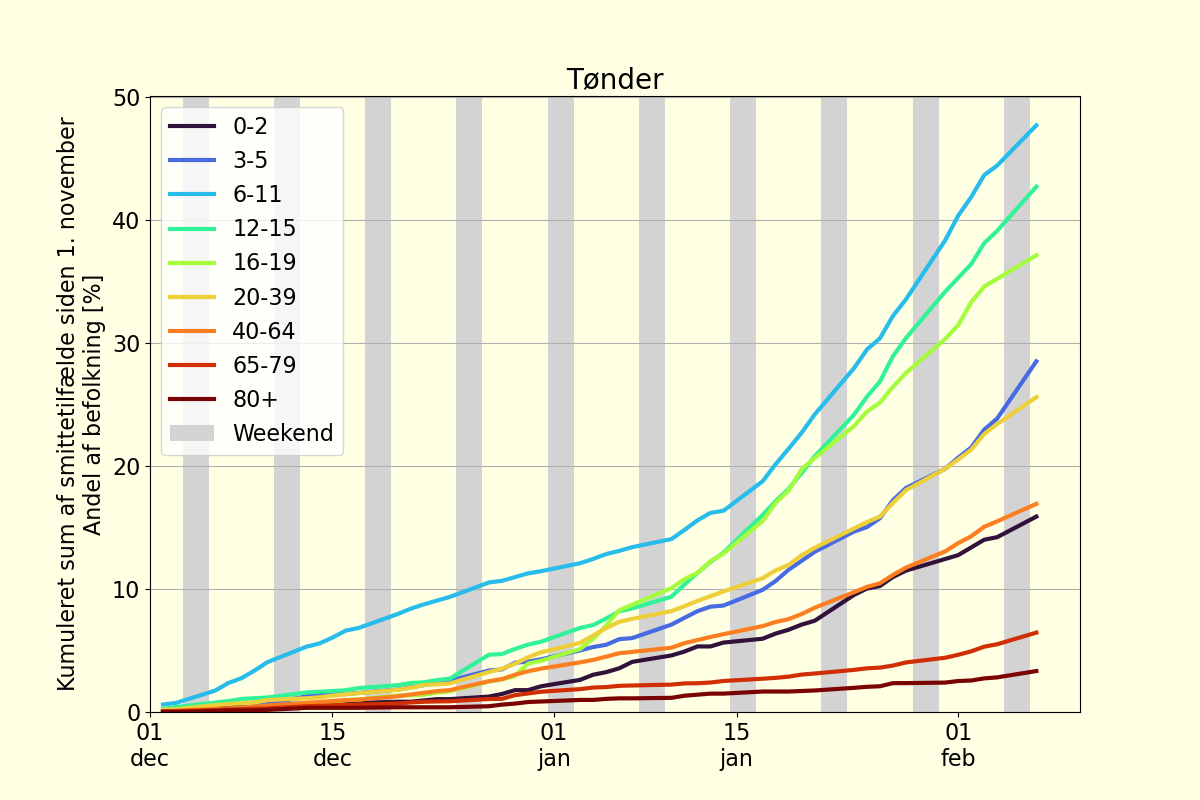 Tønder
Kumuleret sum af smittetilfælde siden 1. november
Andel af befolkning [%]
50
40
30
20
10
0
0-2
3-5
6-11
12-15
16-19
20-39
40-64
65-79
80+
Weekend
01 15 01 15 01
dec dec jan jan feb